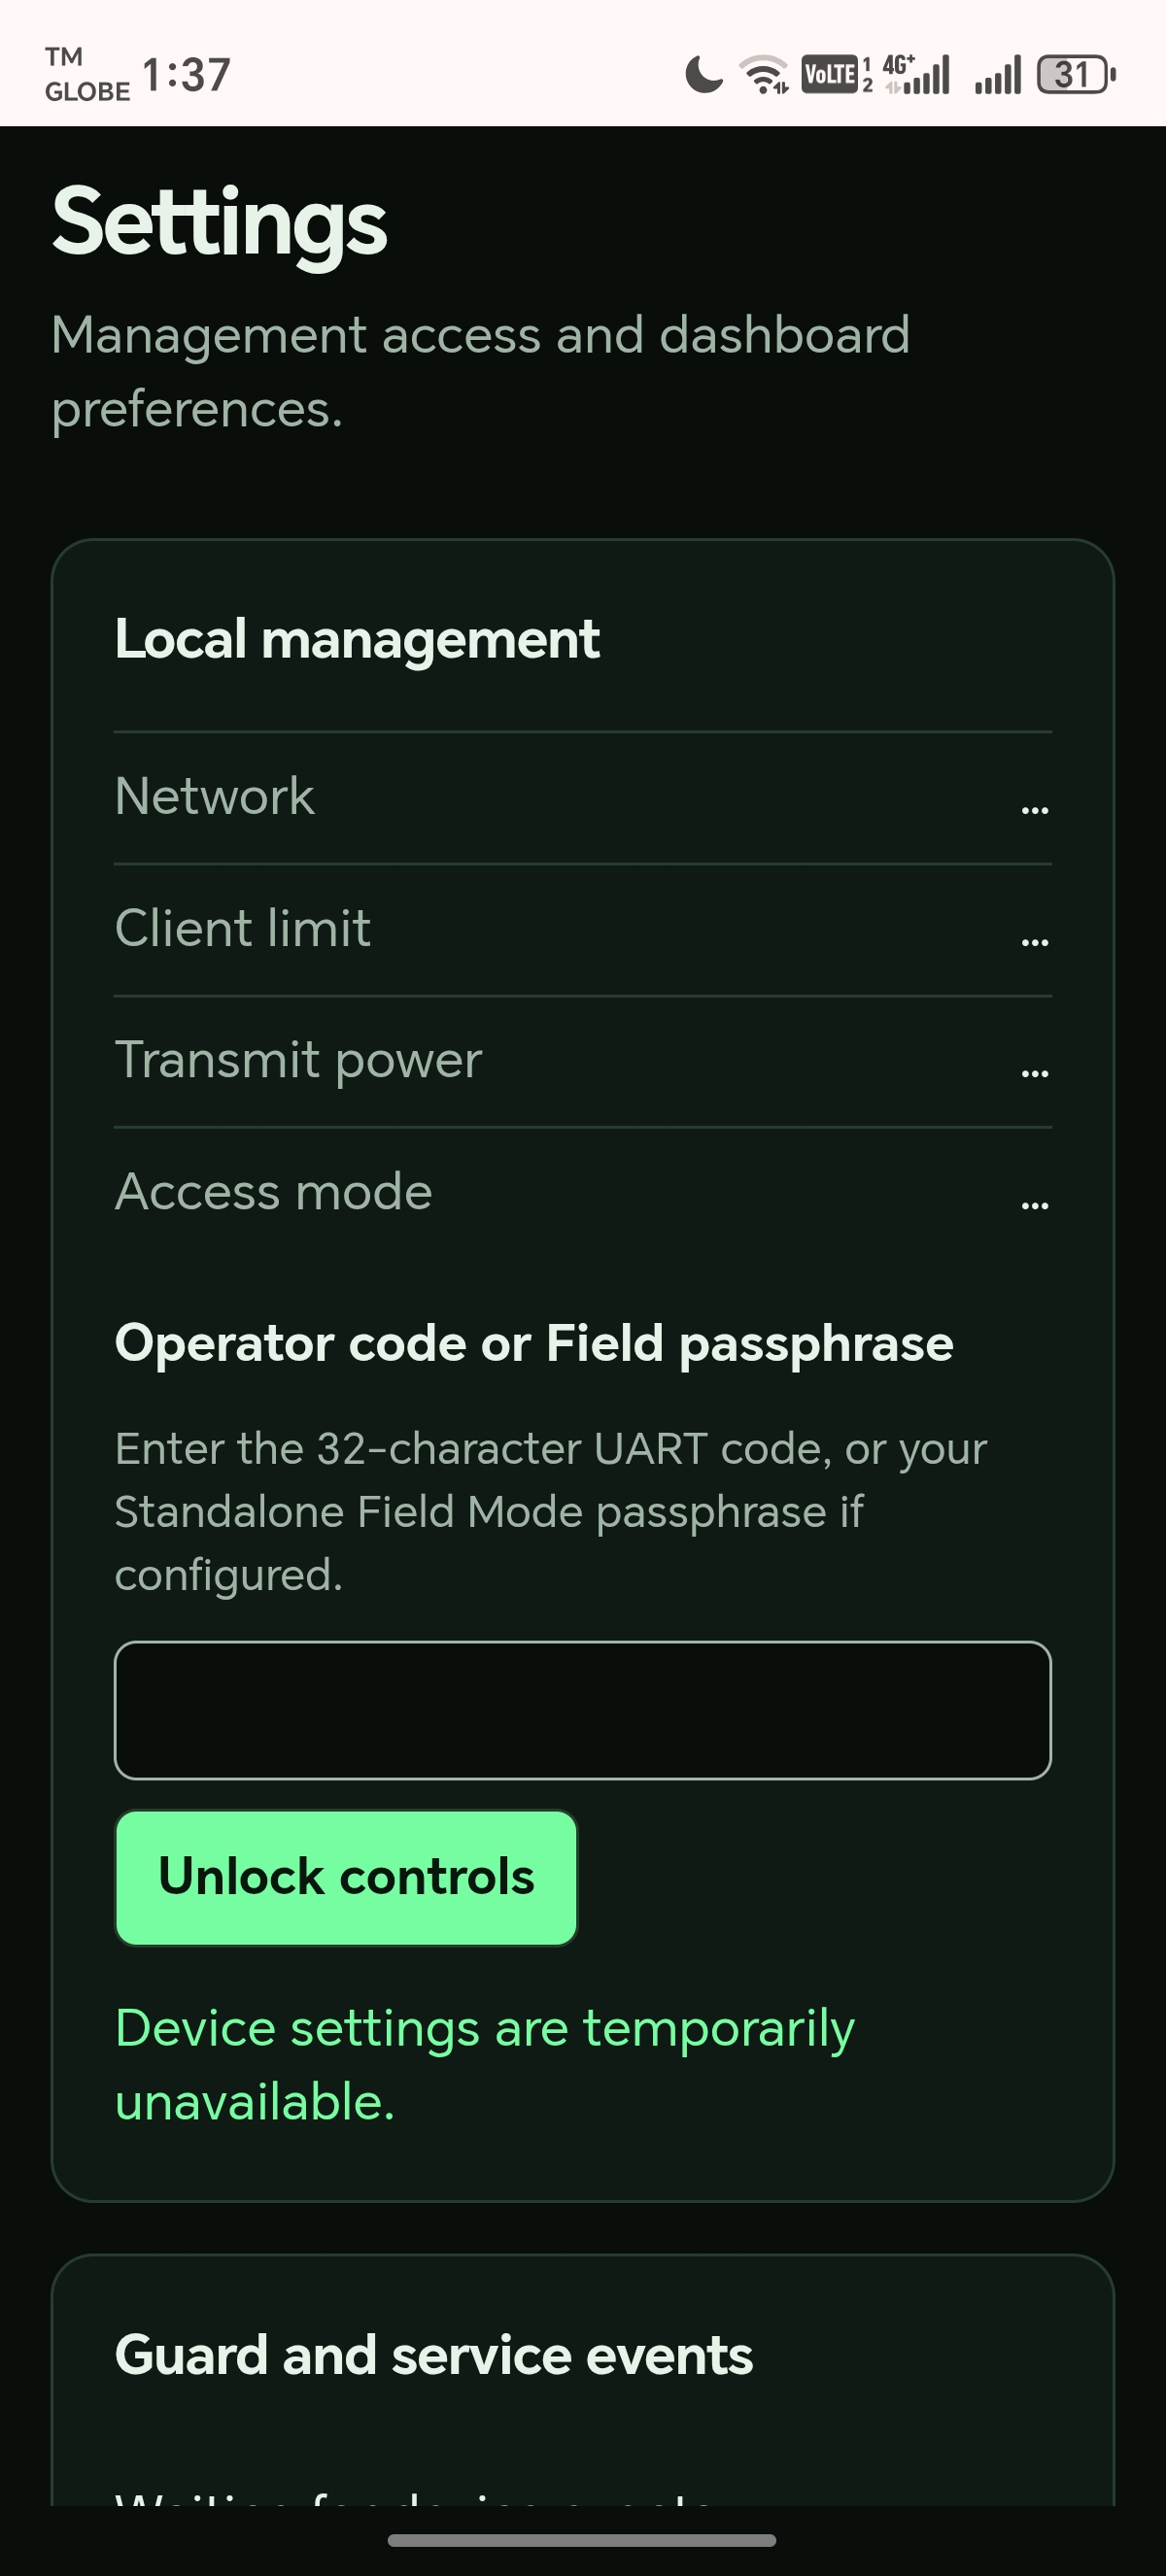 TM
GLOBE
1:37
VoLTE 1 2 4G+ 31
Settings
Management access and dashboard
preferences.
Local management
Network ...
Client limit ...
Transmit power ...
Access mode ...
Operator code or Field passphrase
Enter the 32-character UART code, or your
Standalone Field Mode passphrase if
configured.
Unlock controls
Device settings are temporarily
unavailable.
Guard and service events